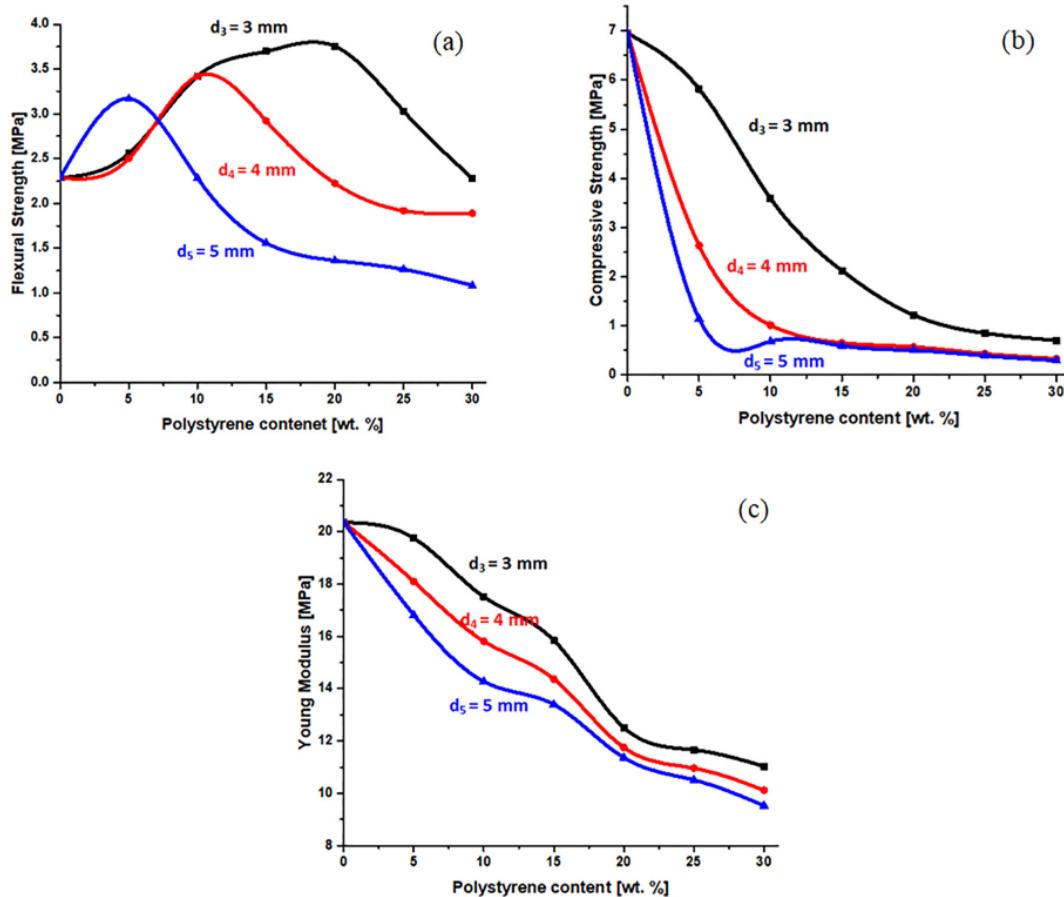 (a)
d₃ = 3 mm
d₄ = 4 mm
d₅ = 5 mm
Flexural Strength [MPa]
4.0
3.5
3.0
2.5
2.0
1.5
1.0
0.5
0.0
0 5 10 15 20 25 30
Polystyrene contenet [wt. %]
(b)
d₃ = 3 mm
d₄ = 4 mm
d₅ = 5 mm
Compressive Strength [MPa]
7
6
5
4
3
2
1
0
0 5 10 15 20 25 30
Polystyrene content [wt. %]
(c)
d₃ = 3 mm
d₄ = 4 mm
d₅ = 5 mm
Young Modulus [MPa]
22
20
18
16
14
12
10
8
0 5 10 15 20 25 30
Polystyrene content [wt. %]